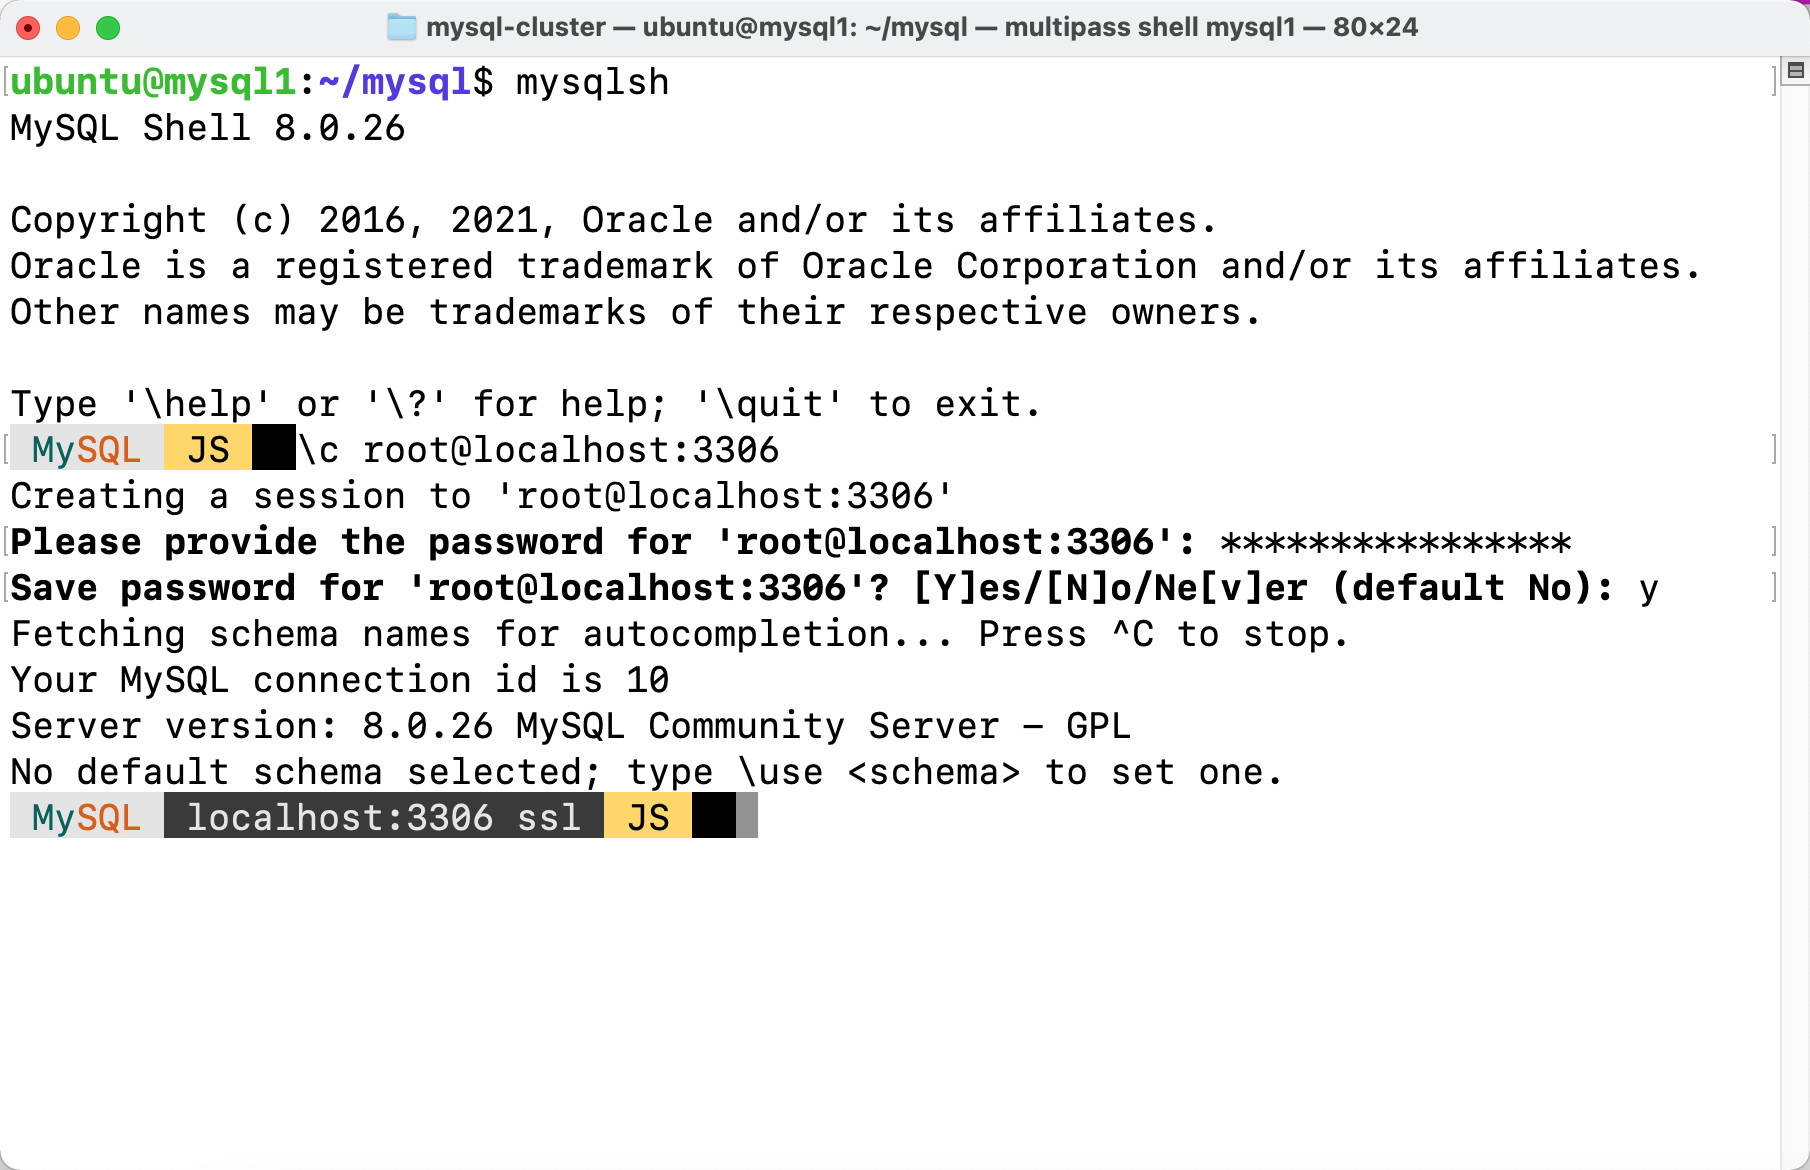 mysql-cluster — ubuntu@mysql1: ~/mysql — multipass shell mysql1 — 80×24
ubuntu@mysql1:~/mysql$ mysqlsh
MySQL Shell 8.0.26
Copyright (c) 2016, 2021, Oracle and/or its affiliates.
Oracle is a registered trademark of Oracle Corporation and/or its affiliates.
Other names may be trademarks of their respective owners.
Type '\help' or '\?' for help; '\quit' to exit.
MySQL JS \c root@localhost:3306
Creating a session to 'root@localhost:3306'
Please provide the password for 'root@localhost:3306': ****************
Save password for 'root@localhost:3306'? [Y]es/[N]o/Ne[v]er (default No): y
Fetching schema names for autocompletion... Press ^C to stop.
Your MySQL connection id is 10
Server version: 8.0.26 MySQL Community Server - GPL
No default schema selected; type \use <schema> to set one.
MySQL localhost:3306 ssl JS